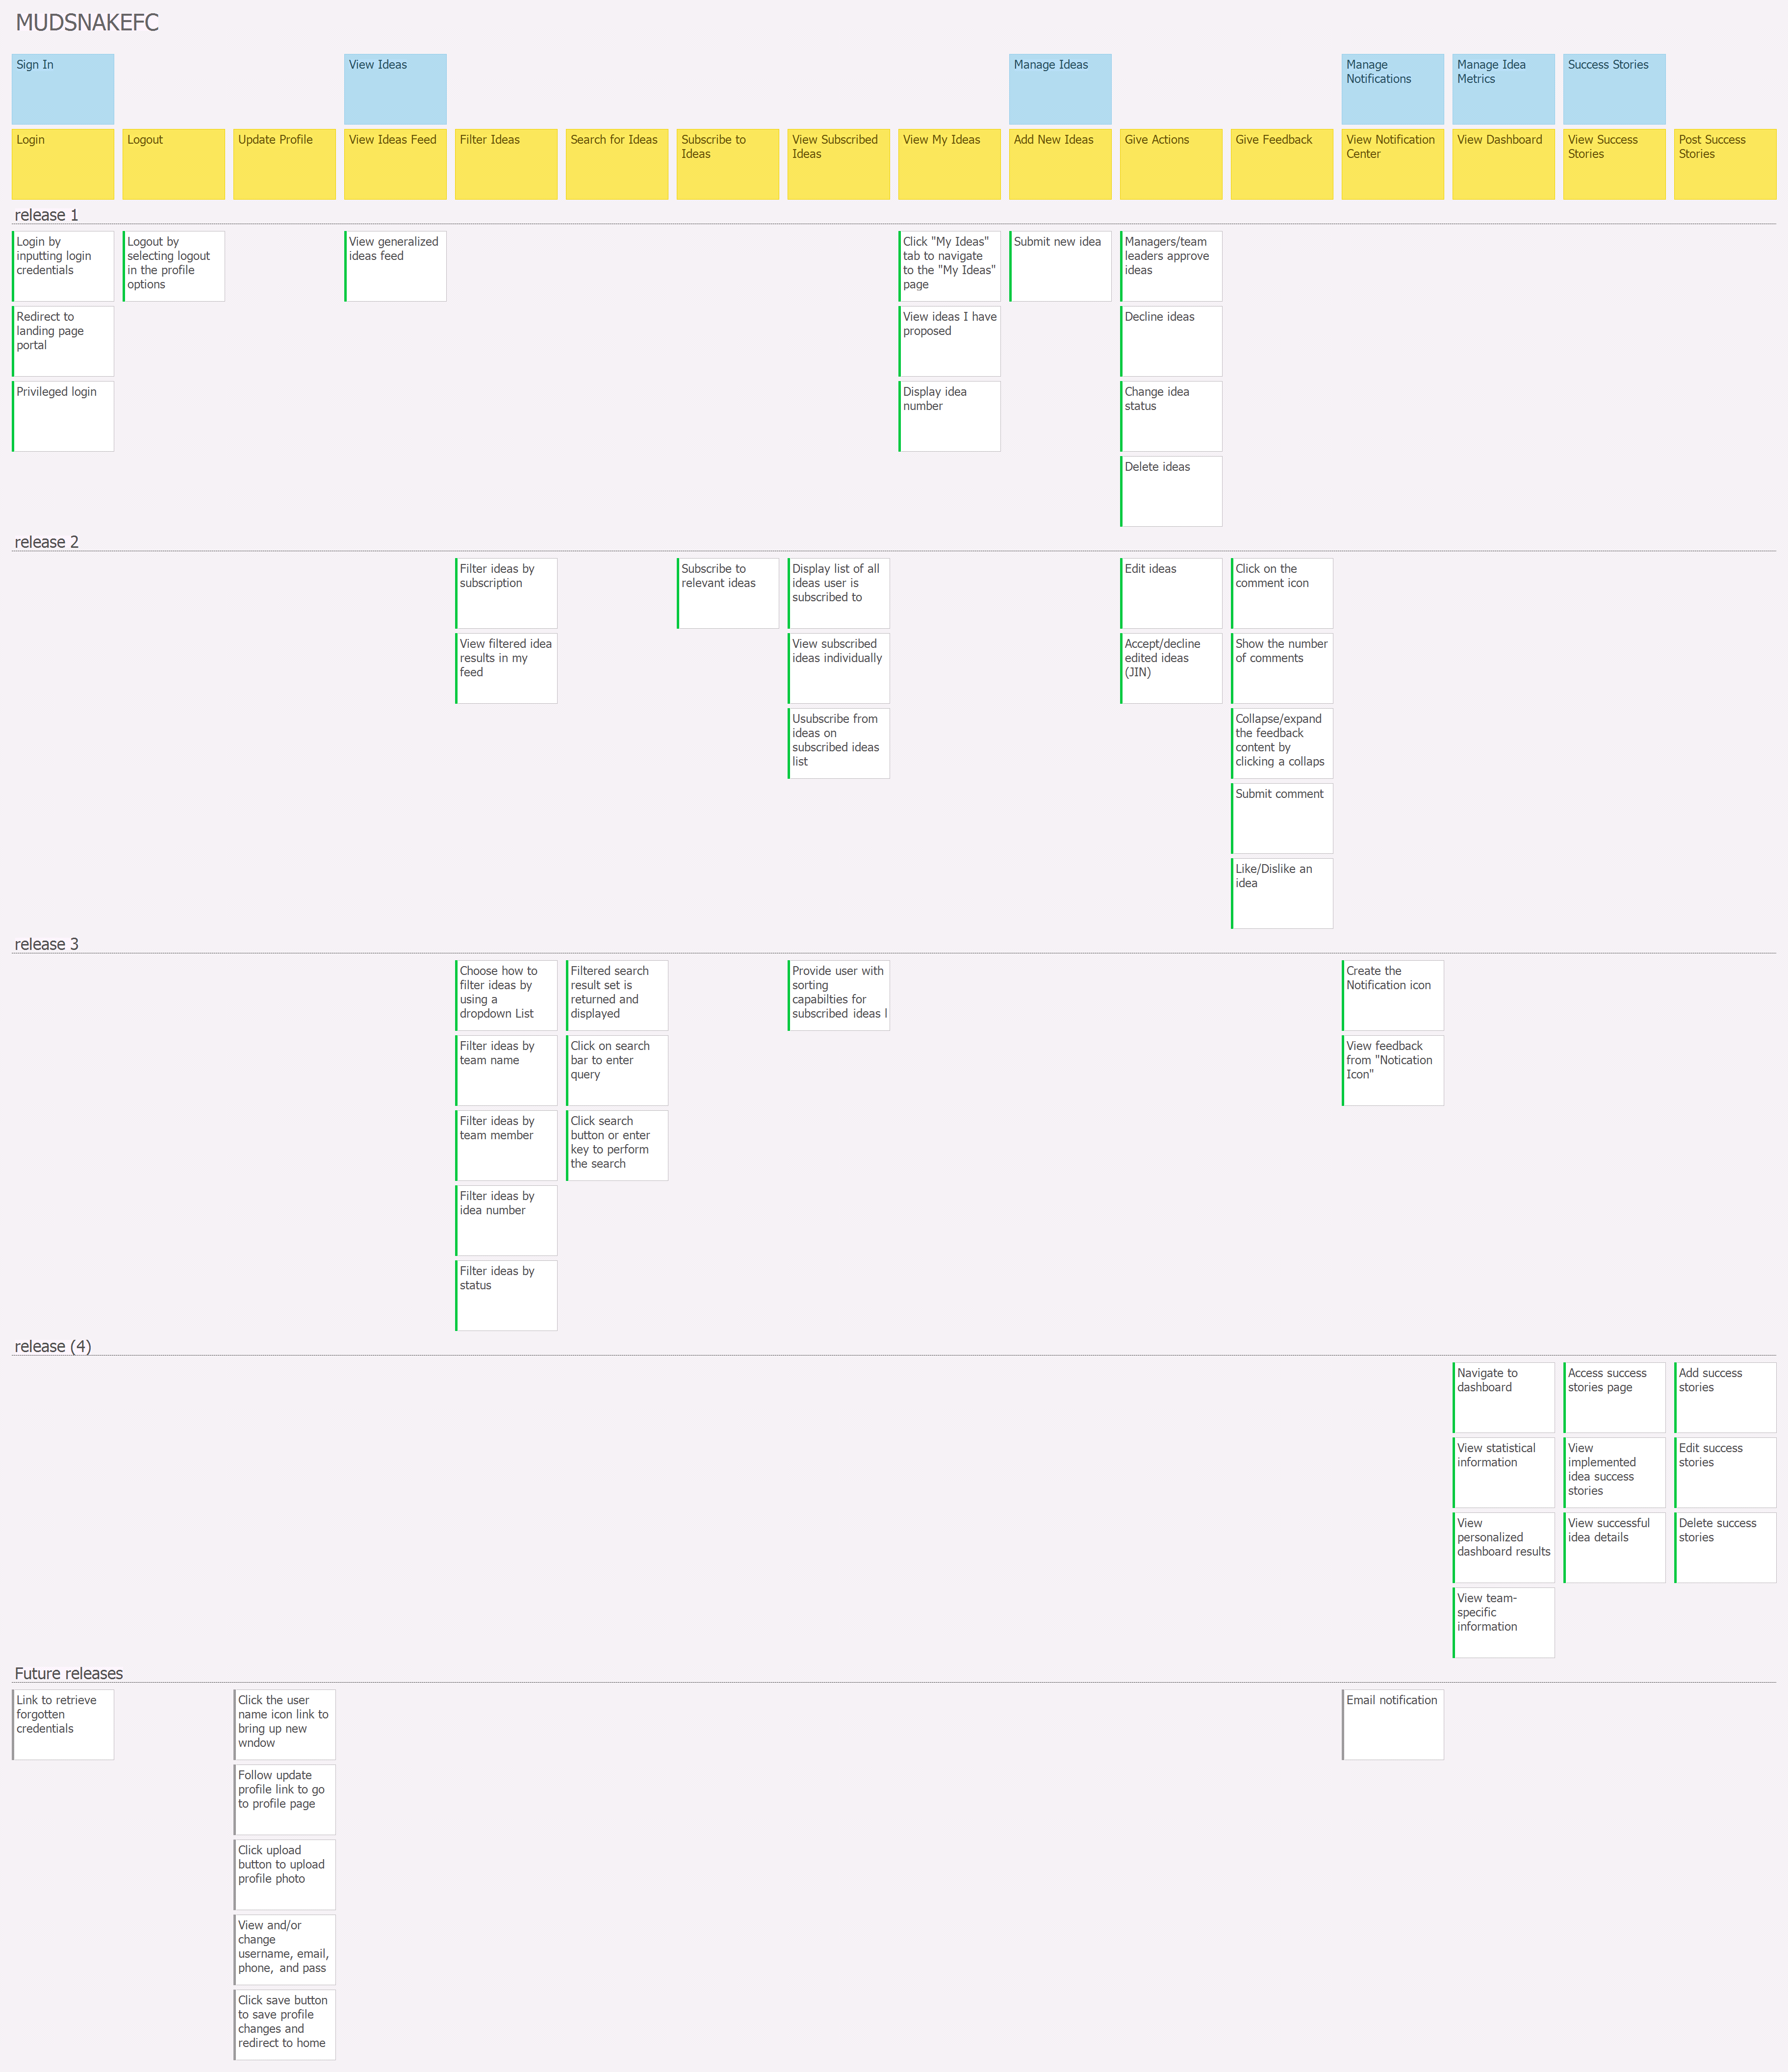 MUDSNAKEFC
Sign In
View Ideas
Manage Ideas
Manage
Notifications
Manage Idea
Metrics
Success Stories
Login
Logout
Update Profile
View Ideas Feed
Filter Ideas
Search for Ideas
Subscribe to
Ideas
View Subscribed
Ideas
View My Ideas
Add New Ideas
Give Actions
Give Feedback
View Notification
Center
View Dashboard
View Success
Stories
Post Success
Stories
release 1
Login by
inputting login
credentials
Redirect to
landing page
portal
Privileged login
Logout by
selecting logout
in the profile
options
View generalized
ideas feed
Click "My Ideas"
tab to navigate
to the "My Ideas"
page
View ideas I have
proposed
Display idea
number
Submit new idea
Managers/team
leaders approve
ideas
Decline ideas
Change idea
status
Delete ideas
release 2
Filter ideas by
subscription
View filtered idea
results in my
feed
Subscribe to
relevant ideas
Display list of all
ideas user is
subscribed to
View subscribed
ideas individually
Usubscribe from
ideas on
subscribed ideas
list
Edit ideas
Accept/decline
edited ideas
(JIN)
Click on the
comment icon
Show the number
of comments
Collapse/expand
the feedback
content by
clicking a collaps
Submit comment
Like/Dislike an
idea
release 3
Choose how to
filter ideas by
using a
dropdown List
Filter ideas by
team name
Filter ideas by
team member
Filter ideas by
idea number
Filter ideas by
status
Filtered search
result set is
returned and
displayed
Click on search
bar to enter
query
Click search
button or enter
key to perform
the search
Provide user with
sorting
capabilties for
subscribed ideas l
Create the
Notification icon
View feedback
from "Notication
Icon"
release (4)
Navigate to
dashboard
View statistical
information
View
personalized
dashboard results
View team-
specific
information
Access success
stories page
View
implemented
idea success
stories
View successful
idea details
Add success
stories
Edit success
stories
Delete success
stories
Future releases
Link to retrieve
forgotten
credentials
Click the user
name icon link to
bring up new
wndow
Follow update
profile link to go
to profile page
Click upload
button to upload
profile photo
View and/or
change
username, email,
phone, and pass
Click save button
to save profile
changes and
redirect to home
Email notification